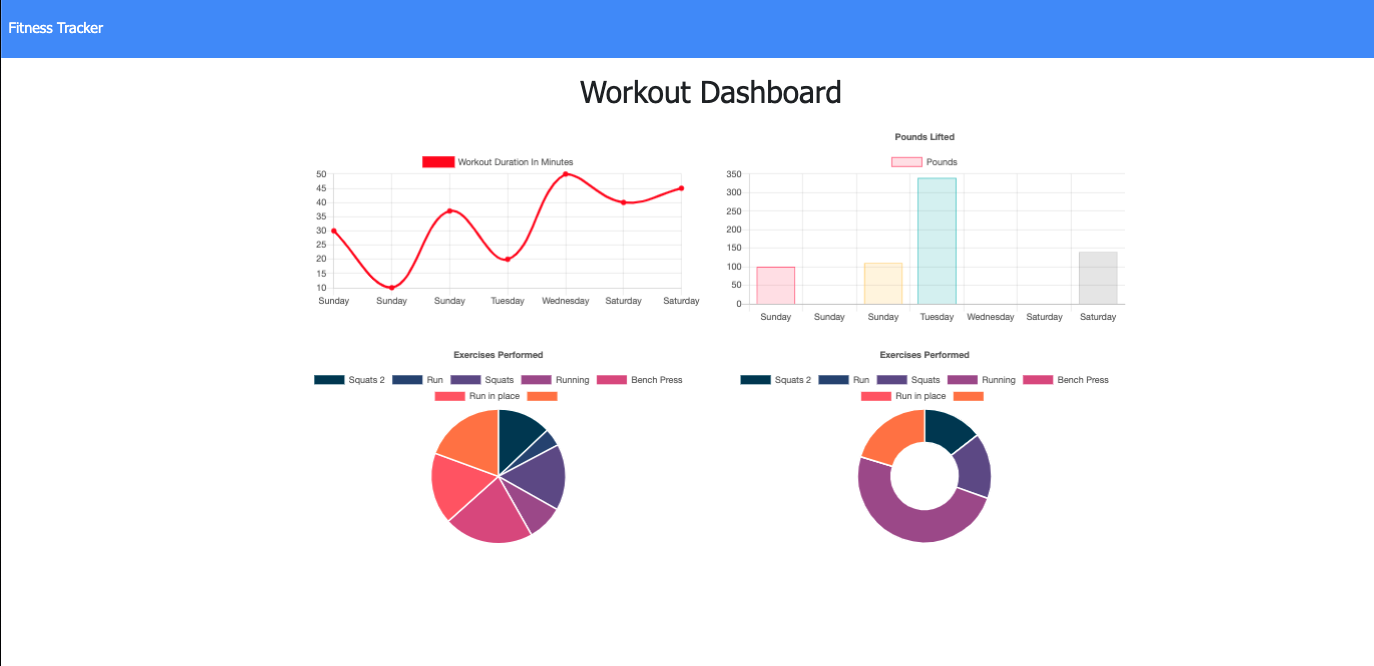 Fitness Tracker
Workout Dashboard
Workout Duration In Minutes
50
45
40
35
30
25
20
15
10
Sunday Sunday Sunday Tuesday Wednesday Saturday Saturday
Pounds Lifted
Pounds
350
300
250
200
150
100
50
0
Sunday Sunday Sunday Tuesday Wednesday Saturday Saturday
Exercises Performed
Squats 2 Run Squats Running Bench Press
Run in place
Exercises Performed
Squats 2 Run Squats Running Bench Press
Run in place